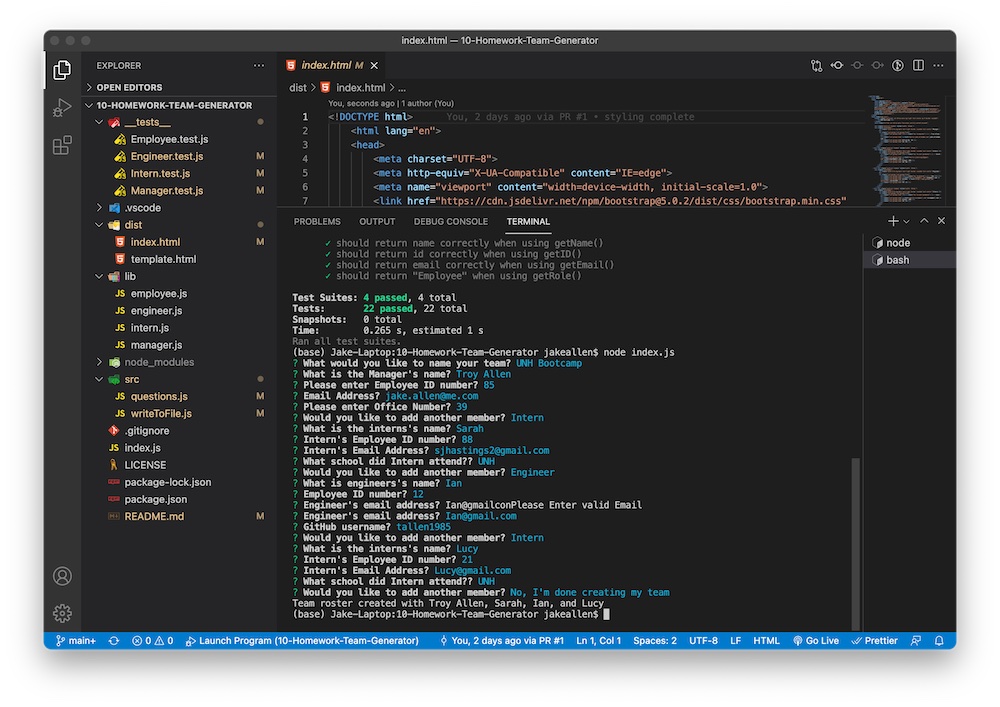 index.html — 10-Homework-Team-Generator
EXPLORER
OPEN EDITORS
10-HOMEWORK-TEAM-GENERATOR
__tests__
Employee.test.js
Engineer.test.js M
Intern.test.js M
Manager.test.js M
.vscode
dist
index.html M
template.html
lib
employee.js
engineer.js
intern.js
manager.js
node_modules
src
questions.js M
writeToFile.js M
.gitignore
index.js
LICENSE
package-lock.json
package.json
README.md M
index.html M
dist > index.html > ...
You, seconds ago | 1 author (You)
1 <!DOCTYPE html> You, 2 days ago via PR #1 • styling complete
2 <html lang="en">
3 <head>
4 <meta charset="UTF-8">
5 <meta http-equiv="X-UA-Compatible" content="IE=edge">
6 <meta name="viewport" content="width=device-width, initial-scale=1.0">
7 <link href="https://cdn.jsdelivr.net/npm/bootstrap@5.0.2/dist/css/bootstrap.min.css"
PROBLEMS OUTPUT DEBUG CONSOLE TERMINAL
node
bash
✓ should return name correctly when using getName()
✓ should return id correctly when using getID()
✓ should return email correctly when using getEmail()
✓ should return "Employee" when using getRole()
Test Suites: 4 passed, 4 total
Tests: 22 passed, 22 total
Snapshots: 0 total
Time: 0.265 s, estimated 1 s
Ran all test suites.
(base) Jake-Laptop:10-Homework-Team-Generator jakeallen$ node index.js
? What would you like to name your team? UNH Bootcamp
? What is the Manager's name? Troy Allen
? Please enter Employee ID number? 85
? Email Address? jake.allen@me.com
? Please enter Office Number? 39
? Would you like to add another member? Intern
? What is the interns's name? Sarah
? Intern's Employee ID number? 88
? Intern's Email Address? sjhastings2@gmail.com
? What school did Intern attend?? UNH
? Would you like to add another member? Engineer
? What is engineers's name? Ian
? Employee ID number? 12
? Engineer's email address? Ian@gmailconPlease Enter valid Email
? Engineer's email address? Ian@gmail.com
? GitHub username? tallen1985
? Would you like to add another member? Intern
? What is the interns's name? Lucy
? Intern's Employee ID number? 21
? Intern's Email Address? Lucy@gmail.com
? What school did Intern attend?? UNH
? Would you like to add another member? No, I'm done creating my team
Team roster created with Troy Allen, Sarah, Ian, and Lucy
(base) Jake-Laptop:10-Homework-Team-Generator jakeallen$
main+ 0 0 Launch Program (10-Homework-Team-Generator) You, 2 days ago via PR #1 Ln 1, Col 1 Spaces: 2 UTF-8 LF HTML Go Live Prettier